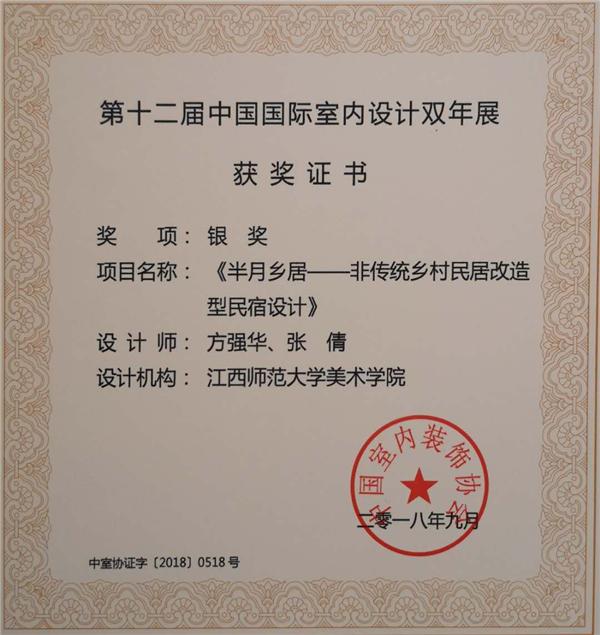 第十二届中国国际室内设计双年展
获奖证书
奖 项：银 奖
项目名称：《半月乡居——非传统乡村民居改造
型民宿设计》
设 计 师：方强华、张 倩
设计机构：江西师范大学美术学院
中国室内装饰协会
二零一八年九月
中室协证字〔2018〕0518号